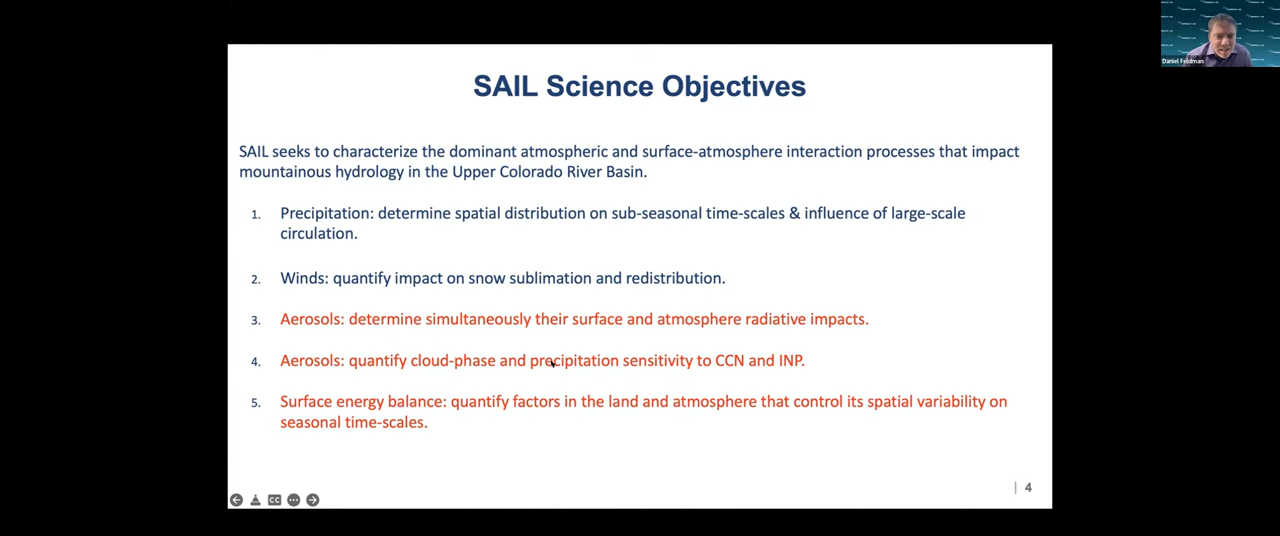 Daniel Feldman
SAIL Science Objectives
SAIL seeks to characterize the dominant atmospheric and surface-atmosphere interaction processes that impact
mountainous hydrology in the Upper Colorado River Basin.
1. Precipitation: determine spatial distribution on sub-seasonal time-scales & influence of large-scale
circulation.
2. Winds: quantify impact on snow sublimation and redistribution.
3. Aerosols: determine simultaneously their surface and atmosphere radiative impacts.
4. Aerosols: quantify cloud-phase and precipitation sensitivity to CCN and INP.
5. Surface energy balance: quantify factors in the land and atmosphere that control its spatial variability on
seasonal time-scales.
CC
| 4